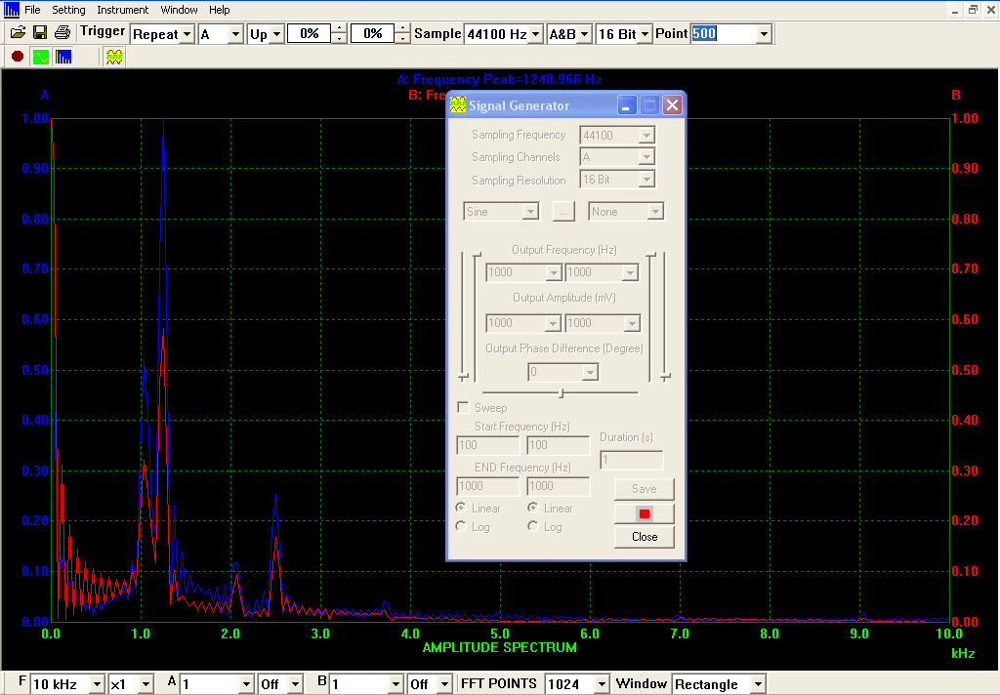 File Setting Instrument Window Help
Trigger Repeat A Up 0% 0% Sample 44100 Hz A&B 16 Bit Point 500
A: Frequency Peak=1248.966 Hz
A B: Fre B
Signal Generator
1.00 1.00
0.90 0.90
0.80 0.80
0.70 0.70
0.60 0.60
0.50 0.50
0.40 0.40
0.30 0.30
0.20 0.20
0.10 0.10
0.00 0.00
Sampling Frequency 44100
Sampling Channels A
Sampling Resolution 16 Bit
Sine ... None
Output Frequency (Hz)
1000 1000
Output Amplitude (mV)
1000 1000
Output Phase Difference (Degree)
0
Sweep
Start Frequency (Hz) Duration (s)
100 100 1
END Frequency (Hz)
1000 1000 Save
Linear Linear
Log Log Close
0.0 1.0 2.0 3.0 4.0 5.0 6.0 7.0 8.0 9.0 10.0
AMPLITUDE SPECTRUM kHz
F 10 kHz x1 A 1 Off B 1 Off FFT POINTS 1024 Window Rectangle